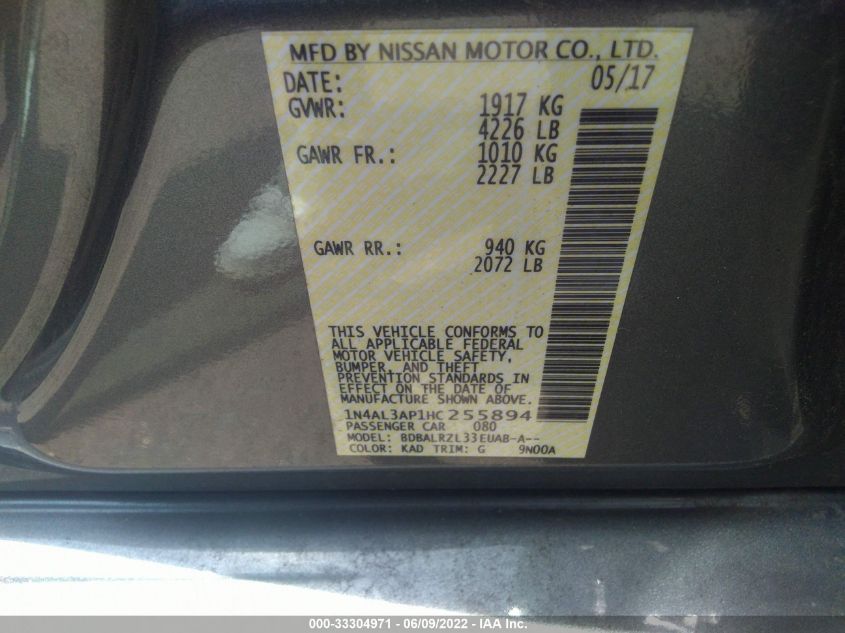 MFD BY NISSAN MOTOR CO., LTD.
DATE: 05/17
GVWR: 1917 KG
4226 LB
GAWR FR.: 1010 KG
2227 LB
GAWR RR.: 940 KG
2072 LB
THIS VEHICLE CONFORMS TO
ALL APPLICABLE FEDERAL
MOTOR VEHICLE SAFETY,
BUMPER, AND THEFT
PREVENTION STANDARDS IN
EFFECT ON THE DATE OF
MANUFACTURE SHOWN ABOVE.
1N4AL3AP1HC255894
PASSENGER CAR 080
MODEL: BDBALRZL33EUAB-A--
COLOR: KAD TRIM: G 9N00A
000-33304971 - 06/09/2022 - IAA Inc.